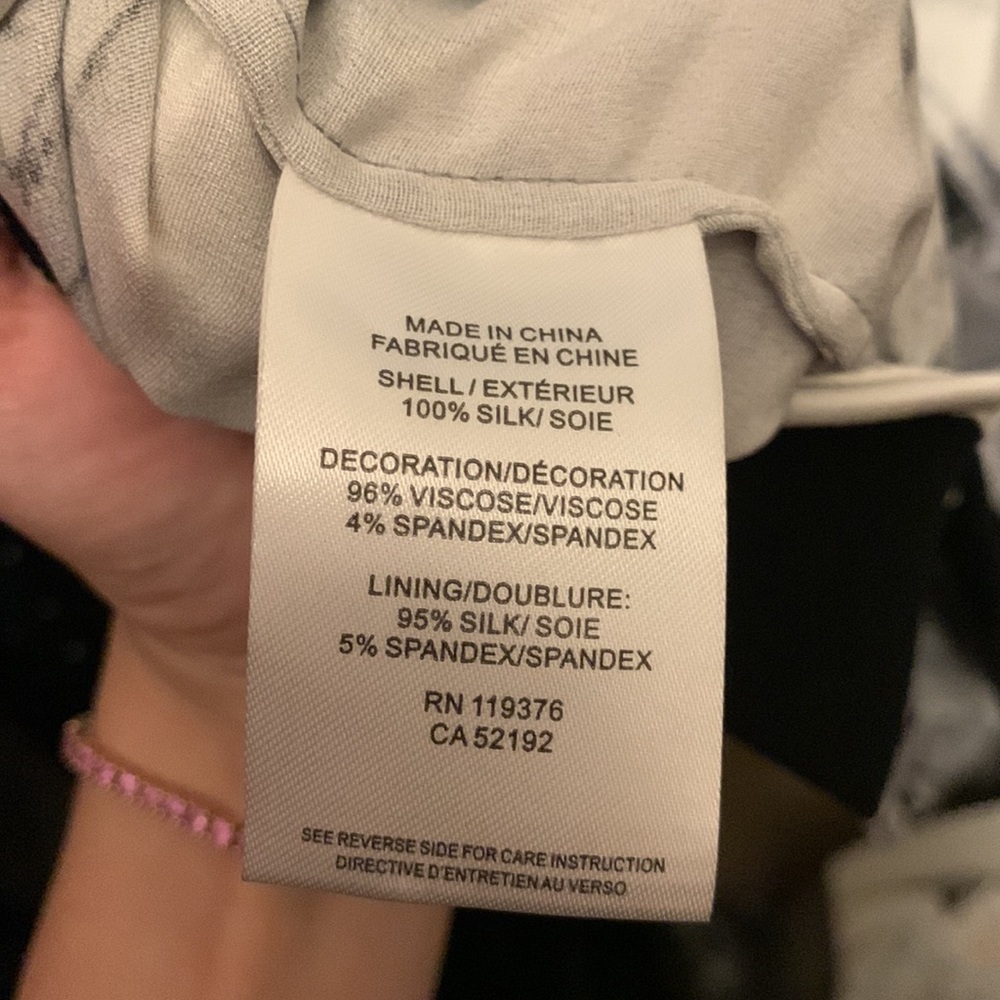 MADE IN CHINA
FABRIQUÉ EN CHINE
SHELL / EXTÉRIEUR
100% SILK/ SOIE
DECORATION/DÉCORATION
96% VISCOSE/VISCOSE
4% SPANDEX/SPANDEX
LINING/DOUBLURE:
95% SILK/ SOIE
5% SPANDEX/SPANDEX
RN 119376
CA 52192
SEE REVERSE SIDE FOR CARE INSTRUCTION
DIRECTIVE D'ENTRETIEN AU VERSO